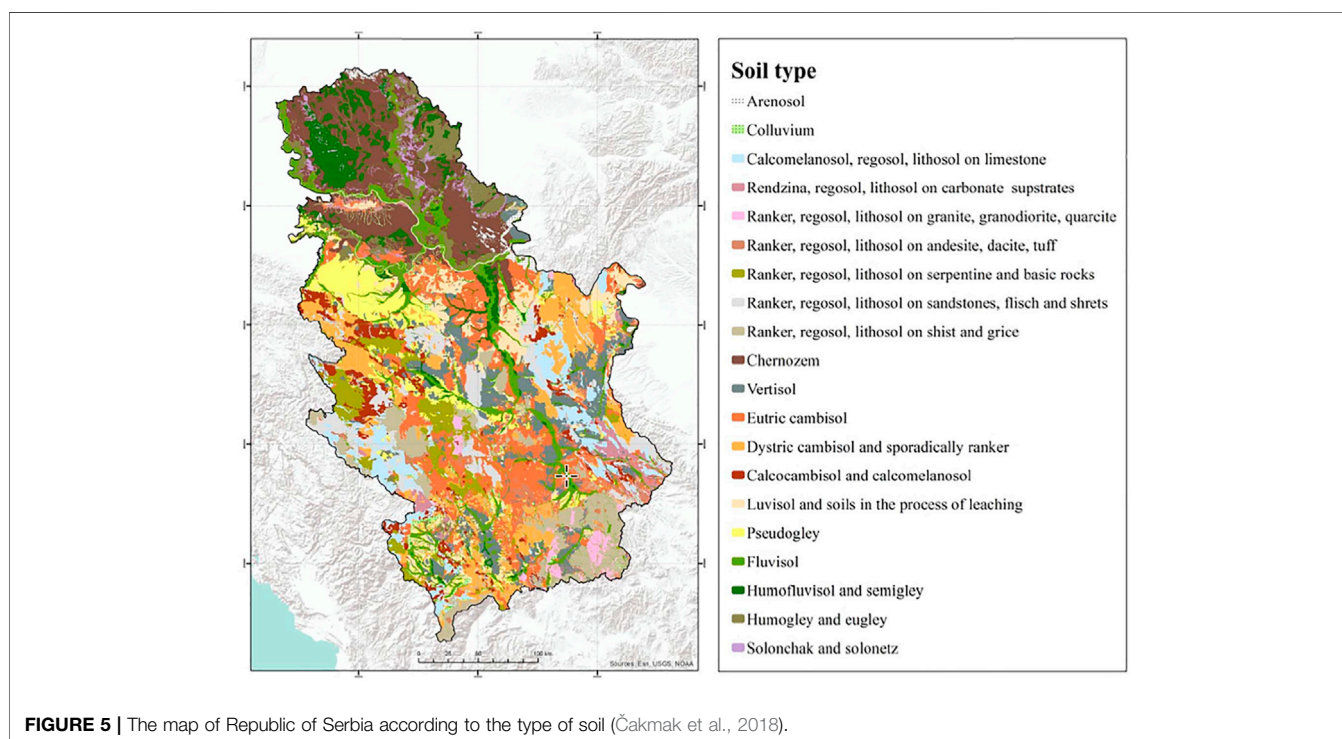 Soil type
Arenosol
Colluvium
Calcomelanosol, regosol, lithosol on limestone
Rendzina, regosol, lithosol on carbonate supstrates
Ranker, regosol, lithosol on granite, granodiorite, quarcite
Ranker, regosol, lithosol on andesite, dacite, tuff
Ranker, regosol, lithosol on serpentine and basic rocks
Ranker, regosol, lithosol on sandstones, flisch and shrets
Ranker, regosol, lithosol on shist and grice
Chernozem
Vertisol
Eutric cambisol
Dystric cambisol and sporadically ranker
Calcocambisol and calcomelanosol
Luvisol and soils in the process of leaching
Pseudogley
Fluvisol
Humofluvisol and semigley
Humogley and eugley
Solonchak and solonetz
0 25 50 100 km
Sources: Esri, USGS, NOAA
FIGURE 5 | The map of Republic of Serbia according to the type of soil (Čakmak et al., 2018).